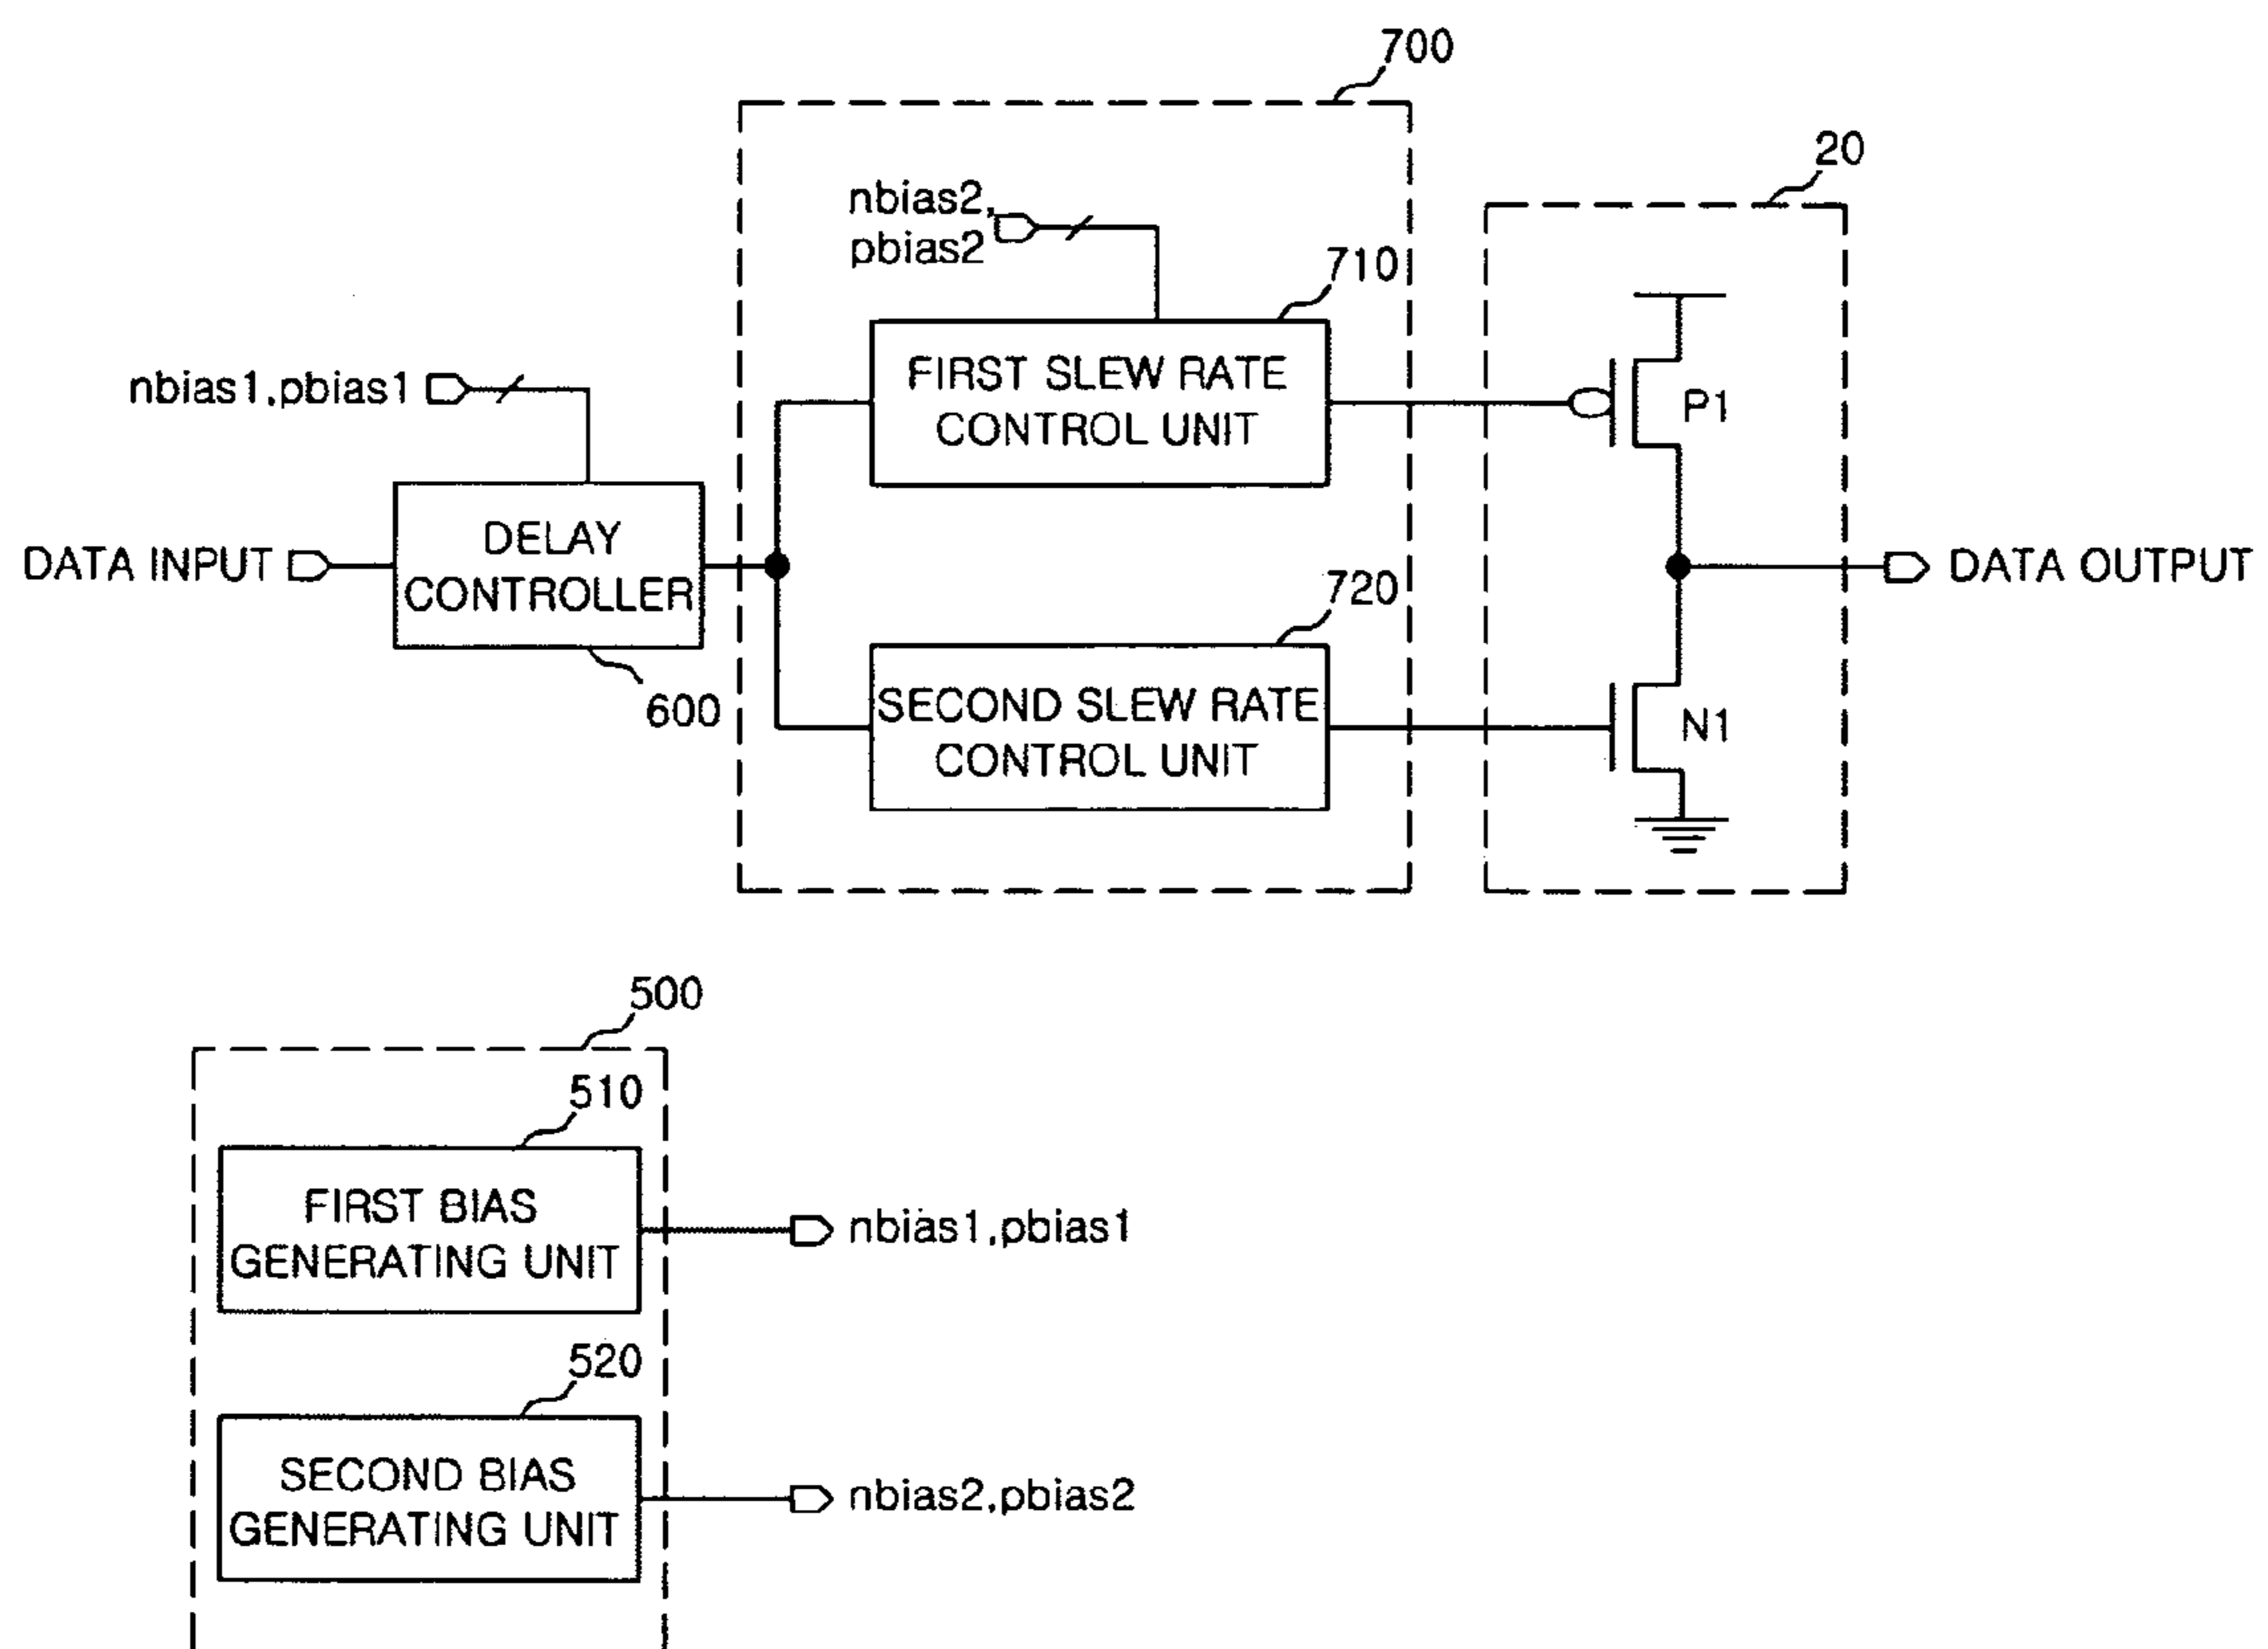 700
20
nbias2,
pbias2
710
nbias1,pbias1
FIRST SLEW RATE
CONTROL UNIT
P1
DATA INPUT
DELAY
CONTROLLER
DATA OUTPUT
720
600
SECOND SLEW RATE
CONTROL UNIT
N1
500
510
FIRST BIAS
GENERATING UNIT
nbias1,pbias1
520
SECOND BIAS
GENERATING UNIT
nbias2,pbias2